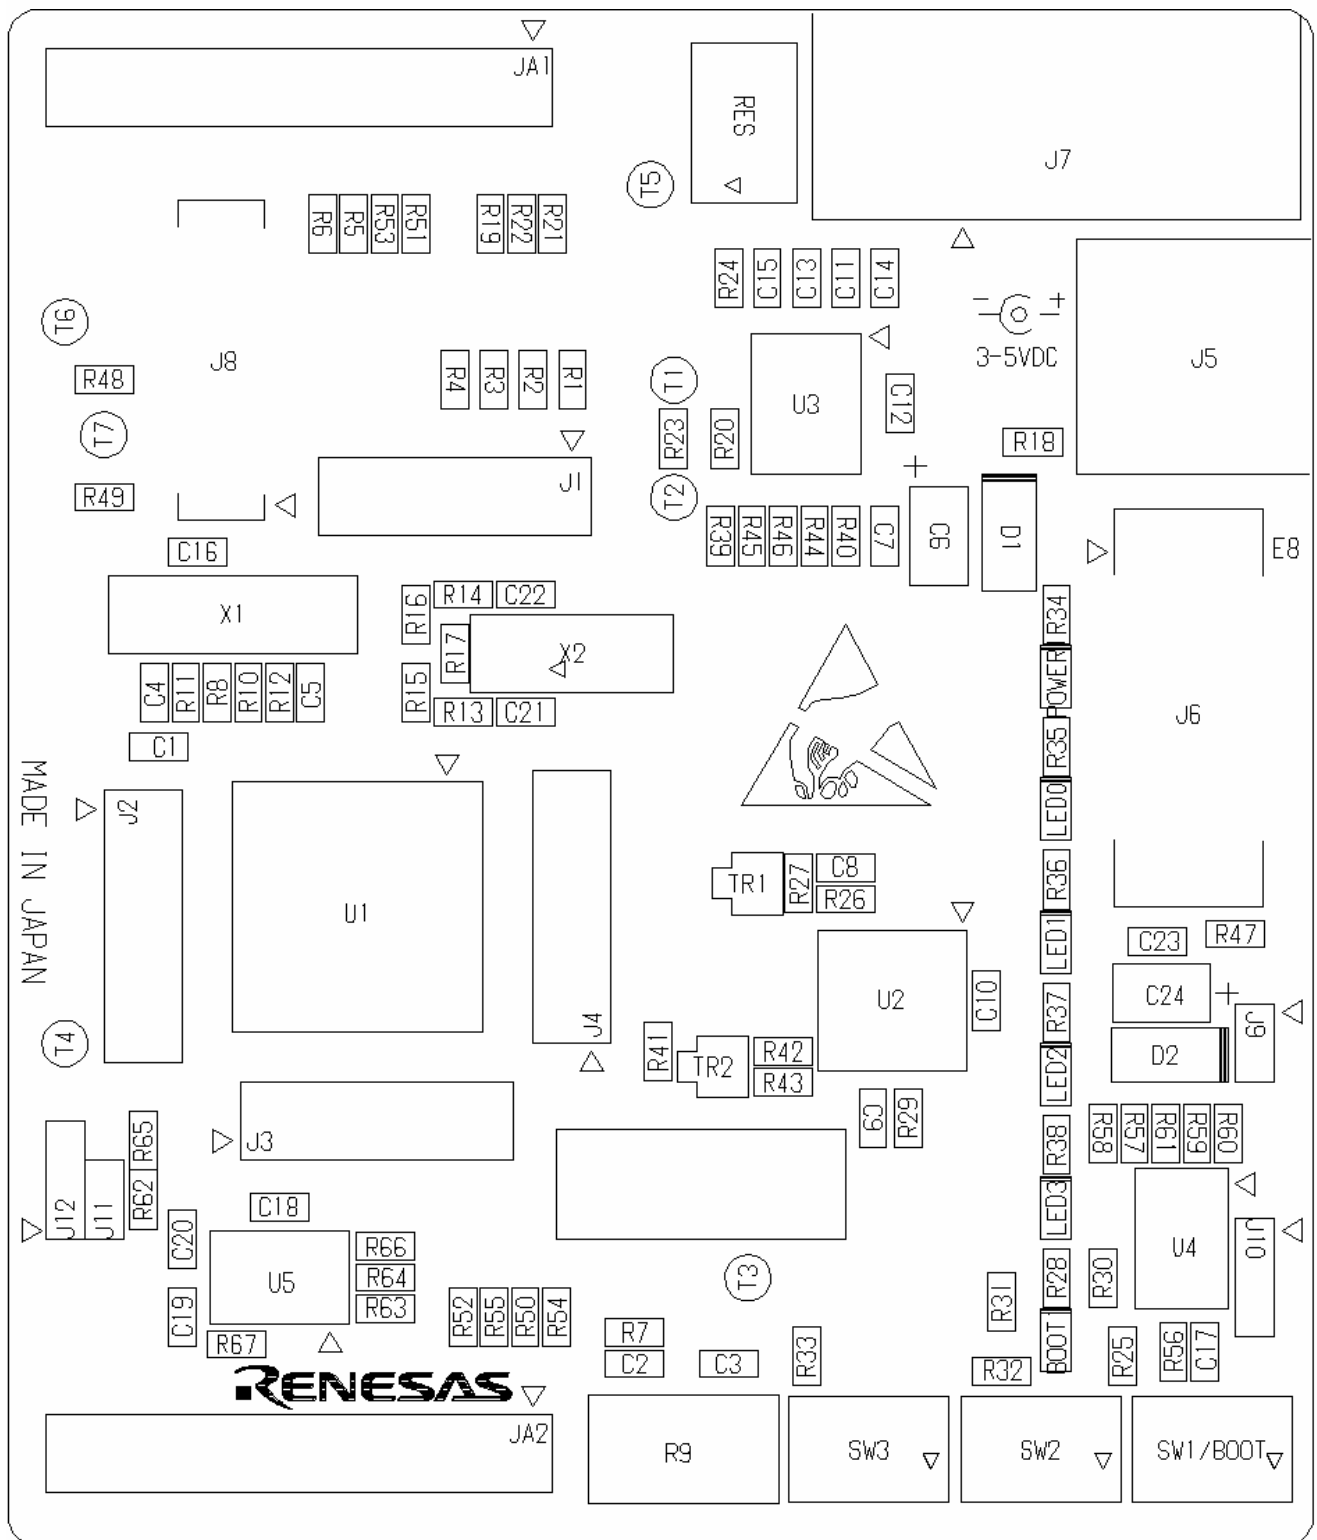 JA1
RES
J7
T5
R6
R5
R53
R51
R19
R22
R21
R24
C15
C13
C11
C14
T6
J8
- +
3-5VDC
J5
R48
R4
R3
R2
R1
T1
U3
C12
T7
R23
R20
R18
R49
J1
T2
+
C16
R39
R45
R46
R44
R40
C7
C6
D1
E8
X1
R16
R14
C22
R17
X2
R34
POWER
C4
R11
R8
R10
R12
C5
R15
R13
C21
R35
J6
C1
MADE IN JAPAN
J2
LED0
U1
TR1
R27
C8
R26
R36
LED1
C23
R47
J4
U2
C10
R37
C24
+
J9
T4
R41
TR2
R42
R43
LED2
D2
C9
R29
J3
R65
R62
J12
J11
R38
R58
R57
R61
R59
R60
LED3
C18
C20
U5
R66
R64
R63
T3
U4
J10
C19
R67
R52
R55
R50
R54
R7
C2
C3
R33
R31
R28
R30
R32
BOOT
R25
R56
C17
RENESAS
JA2
R9
SW3
SW2
SW1/BOOT